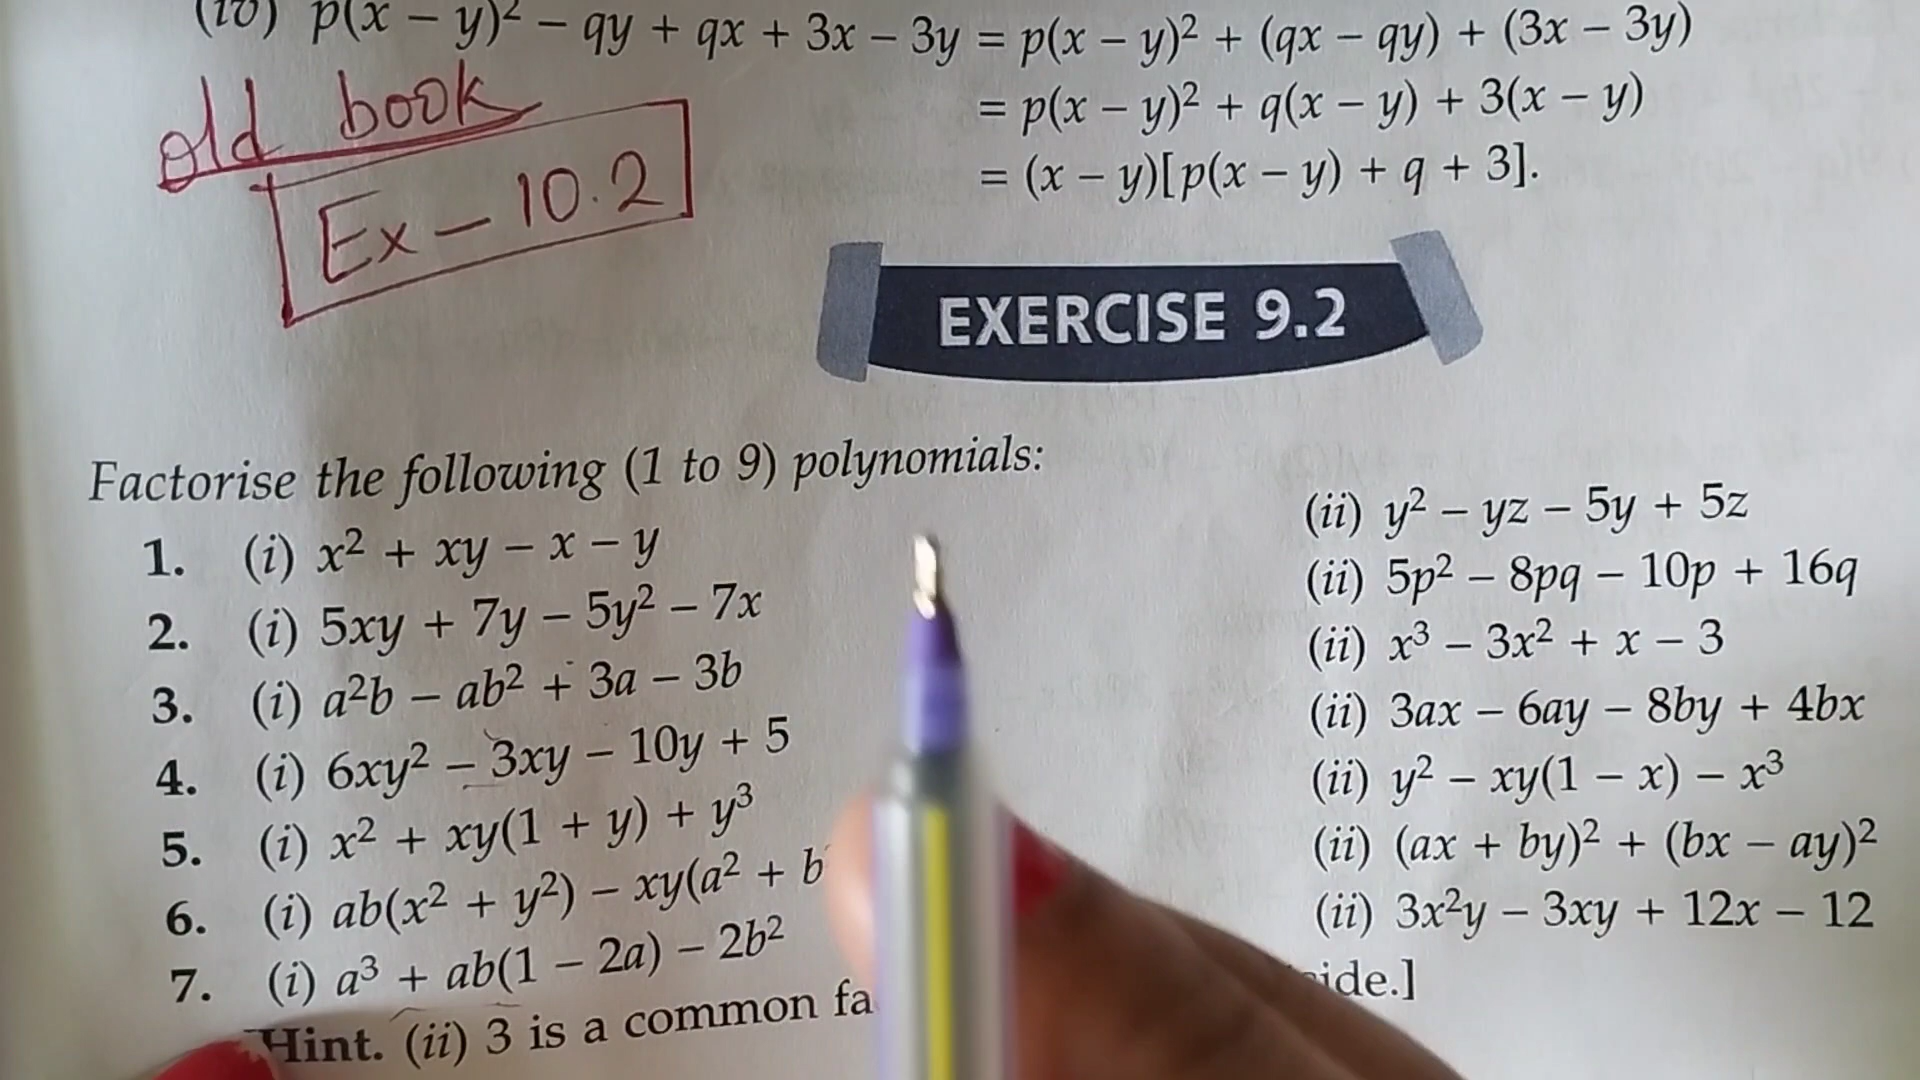 (iv) p(x − y)² − qy + qx + 3x − 3y = p(x − y)² + (qx − qy) + (3x − 3y)
= p(x − y)² + q(x − y) + 3(x − y)
= (x − y)[p(x − y) + q + 3].
old book
Ex – 10.2
EXERCISE 9.2
Factorise the following (1 to 9) polynomials:
1. (i) x² + xy − x − y (ii) y² − yz − 5y + 5z
2. (i) 5xy + 7y − 5y² − 7x (ii) 5p² − 8pq − 10p + 16q
3. (i) a²b − ab² + 3a − 3b (ii) x³ − 3x² + x − 3
4. (i) 6xy² − 3xy − 10y + 5 (ii) 3ax − 6ay − 8by + 4bx
5. (i) x² + xy(1 + y) + y³ (ii) y² − xy(1 − x) − x³
6. (i) ab(x² + y²) − xy(a² + b (ii) (ax + by)² + (bx − ay)²
7. (i) a³ + ab(1 − 2a) − 2b² (ii) 3x²y − 3xy + 12x − 12
Hint. (ii) 3 is a common fa ide.]